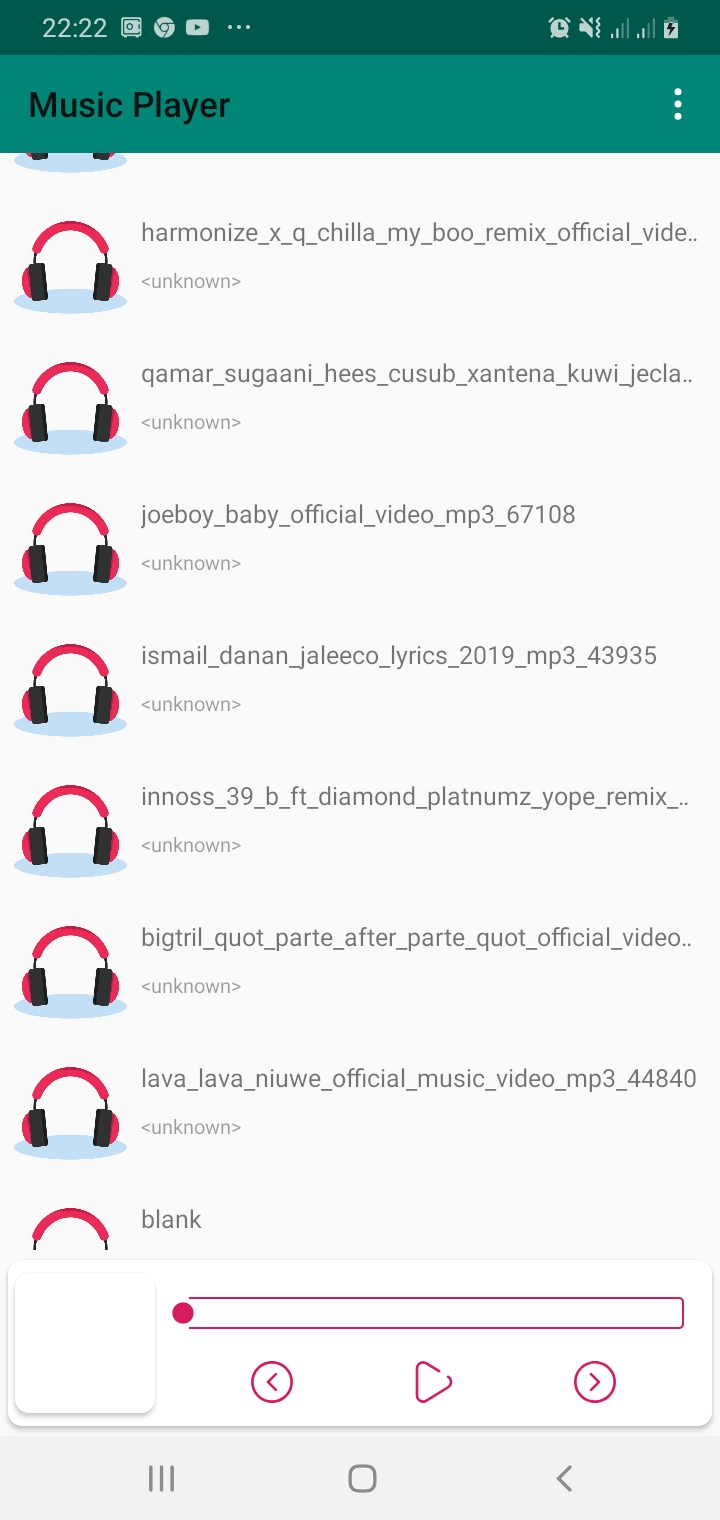 22:22
Music Player
harmonize_x_q_chilla_my_boo_remix_official_vide..
<unknown>
qamar_sugaani_hees_cusub_xantena_kuwi_jecla..
<unknown>
joeboy_baby_official_video_mp3_67108
<unknown>
ismail_danan_jaleeco_lyrics_2019_mp3_43935
<unknown>
innoss_39_b_ft_diamond_platnumz_yope_remix_..
<unknown>
bigtril_quot_parte_after_parte_quot_official_video..
<unknown>
lava_lava_niuwe_official_music_video_mp3_44840
<unknown>
blank